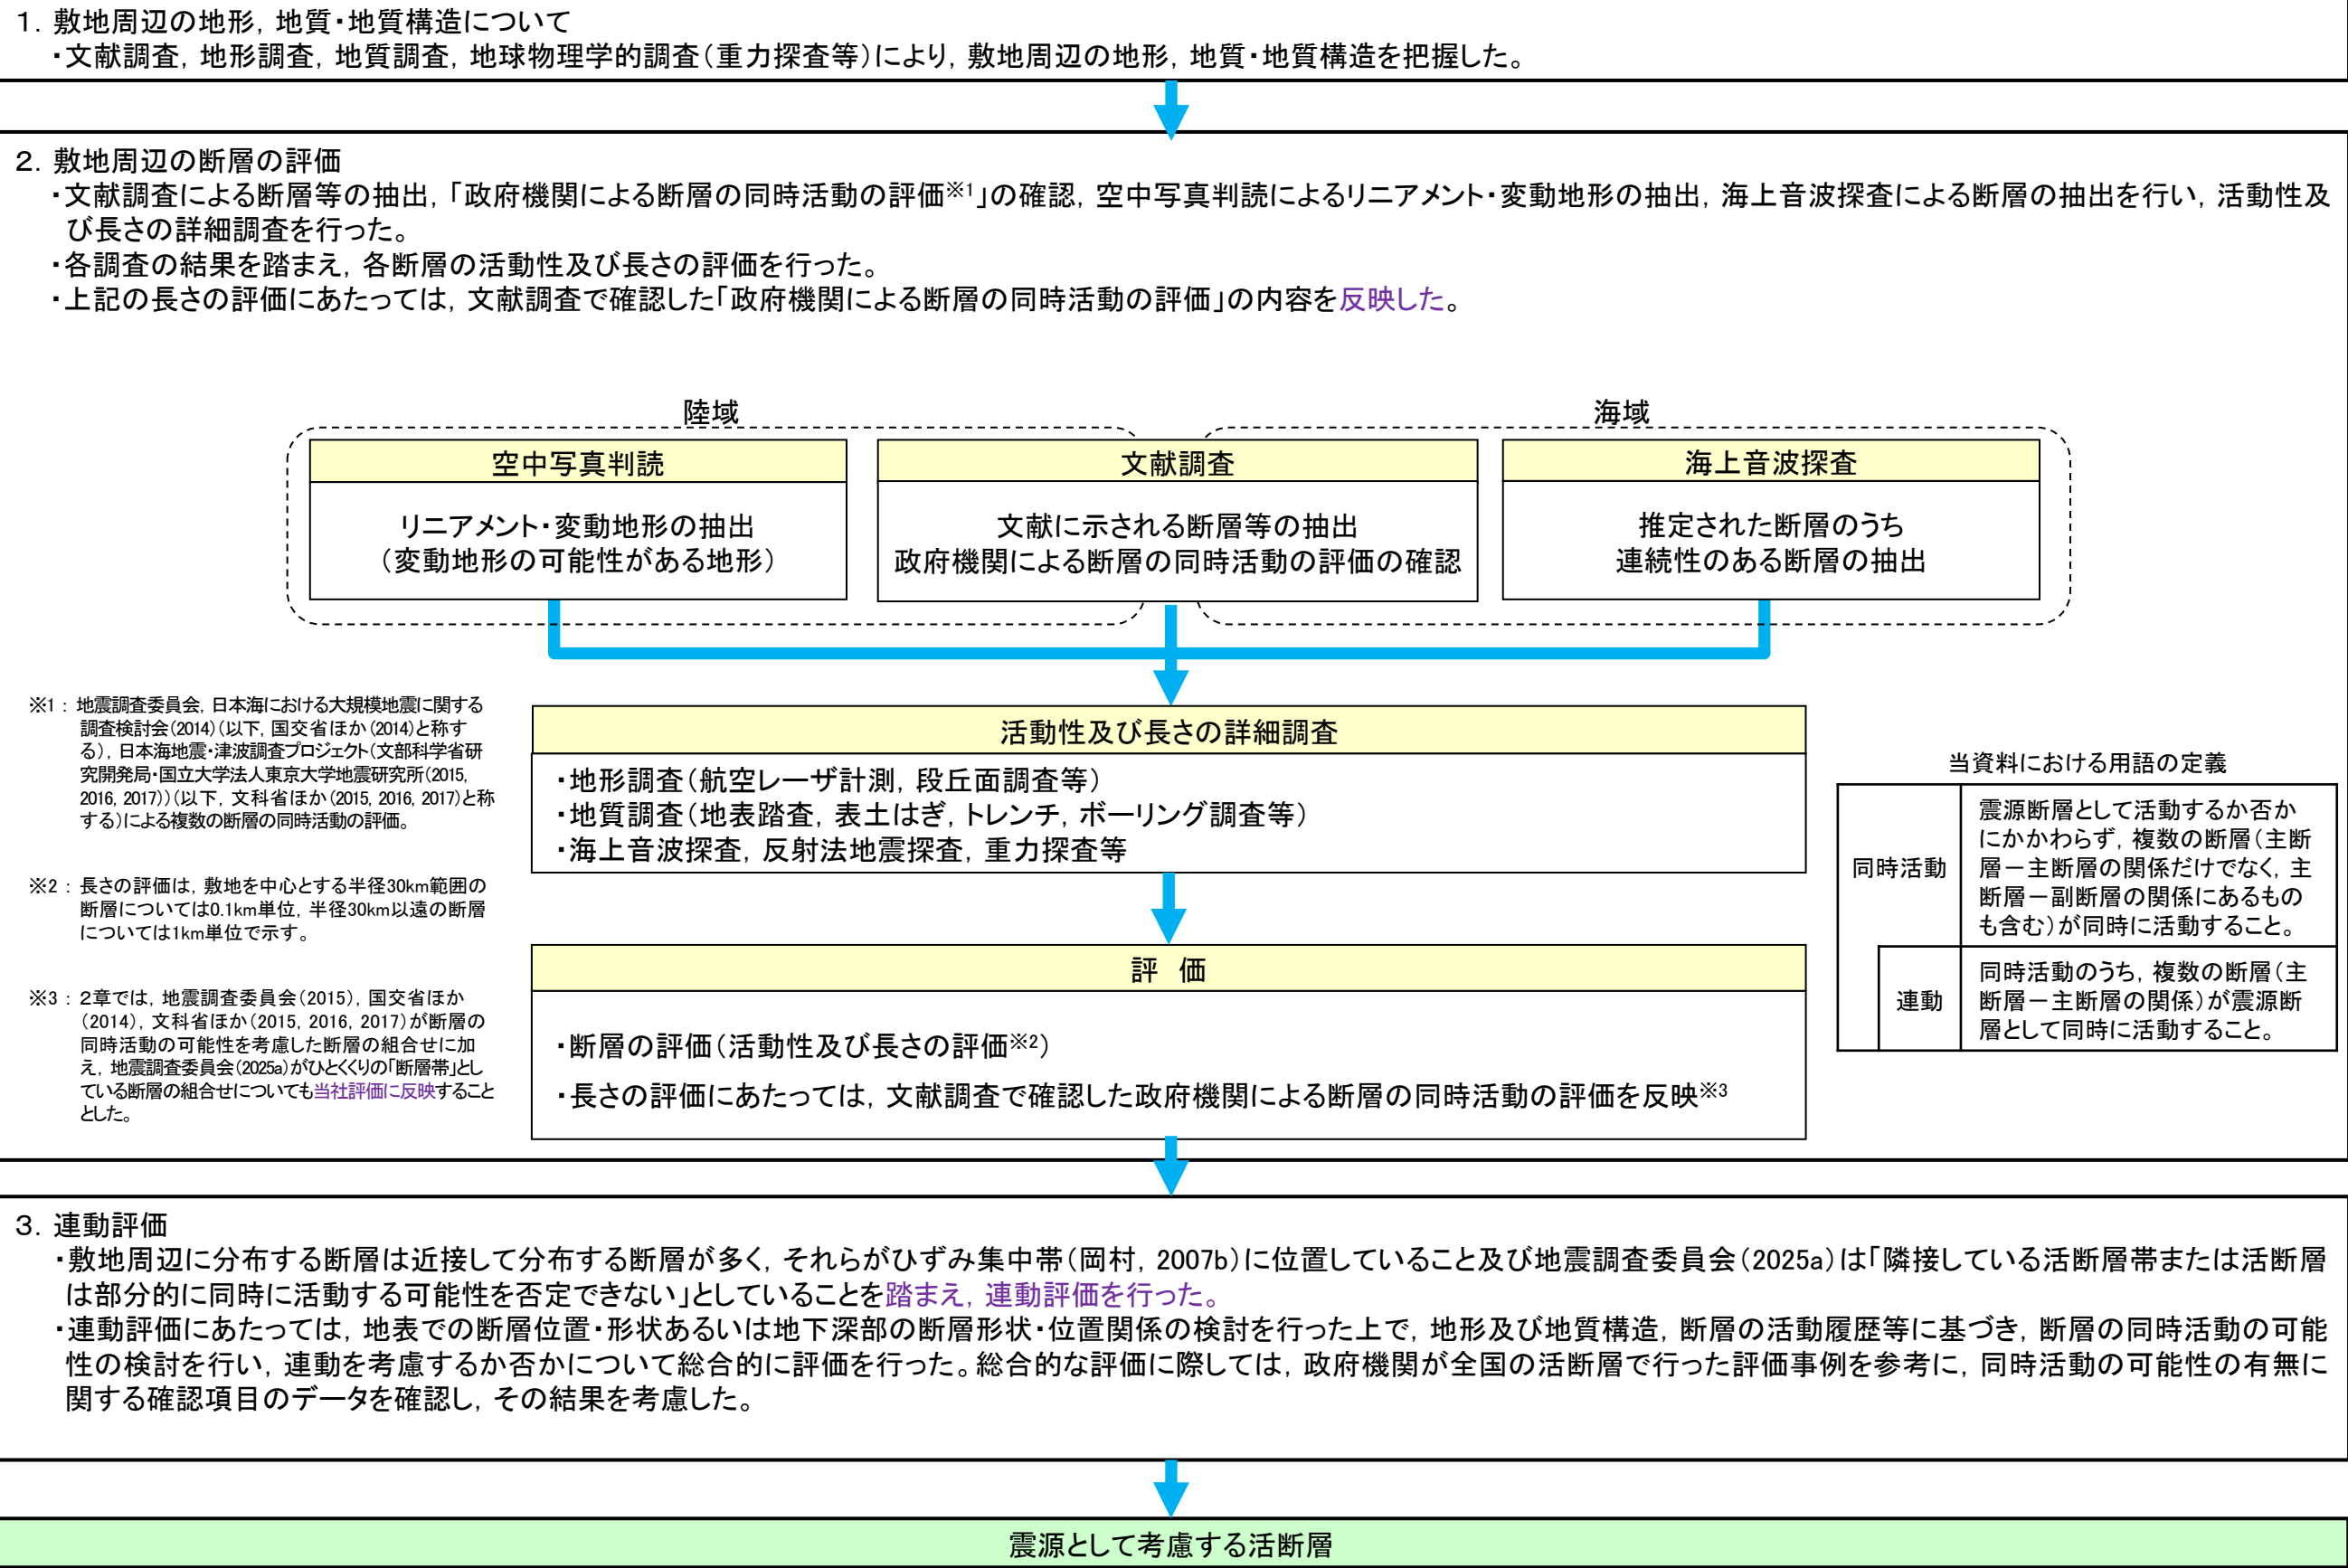 1. 敷地周辺の地形，地質・地質構造について
・文献調査，地形調査，地質調査，地球物理学的調査（重力探査等）により，敷地周辺の地形，地質・地質構造を把握した。
2. 敷地周辺の断層の評価
・文献調査による断層等の抽出，「政府機関による断層の同時活動の評価※1」の確認，空中写真判読によるリニアメント・変動地形の抽出，海上音波探査による断層の抽出を行い，活動性及
び長さの詳細調査を行った。
・各調査の結果を踏まえ，各断層の活動性及び長さの評価を行った。
・上記の長さの評価にあたっては，文献調査で確認した「政府機関による断層の同時活動の評価」の内容を反映した。
陸域
海域
空中写真判読
リニアメント・変動地形の抽出
（変動地形の可能性がある地形）
文献調査
文献に示される断層等の抽出
政府機関による断層の同時活動の評価の確認
海上音波探査
推定された断層のうち
連続性のある断層の抽出
※1：地震調査委員会，日本海における大規模地震に関する
調査検討会（2014）（以下，国交省ほか（2014）と称す
る），日本海地震・津波調査プロジェクト（文部科学省研
究開発局・国立大学法人東京大学地震研究所（2015，
2016，2017））（以下，文科省ほか（2015，2016，2017）と称
する）による複数の断層の同時活動の評価。
※2：長さの評価は，敷地を中心とする半径30km範囲の
断層については0.1km単位，半径30km以遠の断層
については1km単位で示す。
※3：2章では，地震調査委員会（2015），国交省ほか
（2014），文科省ほか（2015，2016，2017）が断層の
同時活動の可能性を考慮した断層の組合せに加
え，地震調査委員会（2025a）がひとくくりの「断層帯」とし
ている断層の組合せについても当社評価に反映すること
とした。
活動性及び長さの詳細調査
・地形調査（航空レーザ計測，段丘面調査等）
・地質調査（地表踏査，表土はぎ，トレンチ，ボーリング調査等）
・海上音波探査，反射法地震探査，重力探査等
評　価
・断層の評価（活動性及び長さの評価※2）
・長さの評価にあたっては，文献調査で確認した政府機関による断層の同時活動の評価を反映※3
当資料における用語の定義
同時活動
震源断層として活動するか否か
にかかわらず，複数の断層（主断
層－主断層の関係だけでなく，主
断層－副断層の関係にあるもの
も含む）が同時に活動すること。
連動
同時活動のうち，複数の断層（主
断層－主断層の関係）が震源断
層として同時に活動すること。
3. 連動評価
・敷地周辺に分布する断層は近接して分布する断層が多く，それらがひずみ集中帯（岡村，2007b）に位置していること及び地震調査委員会（2025a）は「隣接している活断層帯または活断層
は部分的に同時に活動する可能性を否定できない」としていることを踏まえ，連動評価を行った。
・連動評価にあたっては，地表での断層位置・形状あるいは地下深部の断層形状・位置関係の検討を行った上で，地形及び地質構造，断層の活動履歴等に基づき，断層の同時活動の可能
性の検討を行い，連動を考慮するか否かについて総合的に評価を行った。総合的な評価に際しては，政府機関が全国の活断層で行った評価事例を参考に，同時活動の可能性の有無に
関する確認項目のデータを確認し，その結果を考慮した。
震源として考慮する活断層